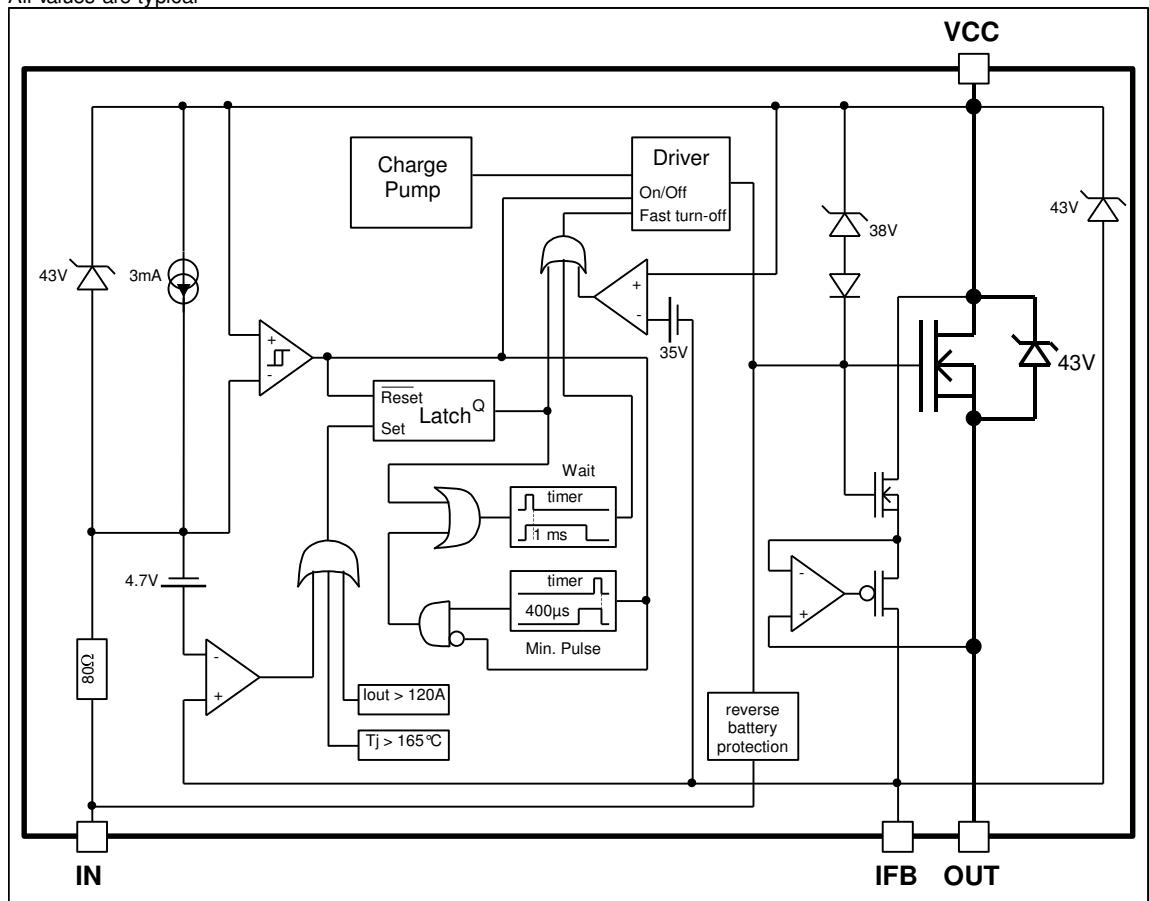 All values are typical
VCC
Charge
Pump
Driver
On/Off
Fast turn-off
43V
3mA
38V
43V
+
-
+
-
35V
43V
Reset
Latch
Q
Set
Wait
timer
1 ms
4.7V
timer
400µs
Min. Pulse
-
+
-
+
80Ω
Iout > 120A
Tj > 165°C
reverse
battery
protection
IN
IFB
OUT